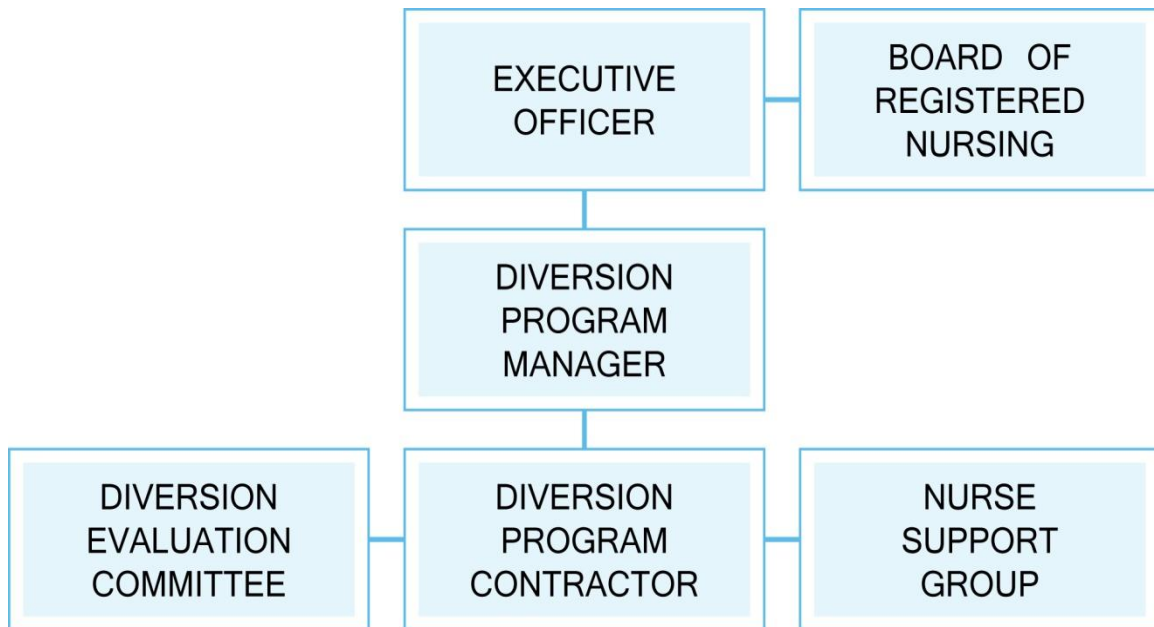 EXECUTIVE
OFFICER
BOARD OF
REGISTERED
NURSING
DIVERSION
PROGRAM
MANAGER
DIVERSION
EVALUATION
COMMITTEE
DIVERSION
PROGRAM
CONTRACTOR
NURSE
SUPPORT
GROUP